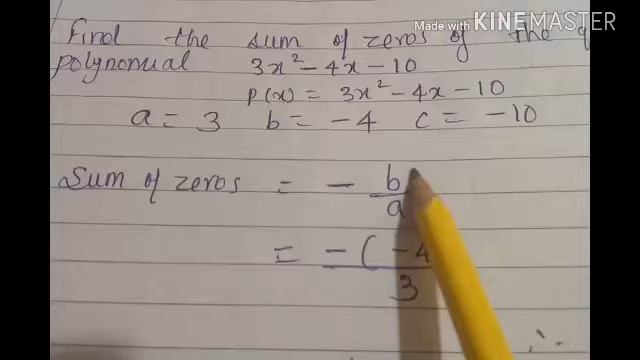 Made with KINEMASTER
Find the sum of zeros of the q
polynomial 3x² - 4x - 10
p(x) = 3x² - 4x - 10
a = 3 b = -4 c = -10
Sum of zeros = - b/a
= -(-4/3
∴